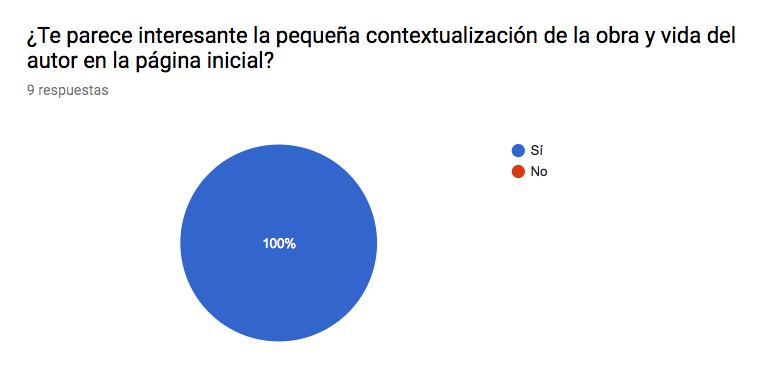 ¿Te parece interesante la pequeña contextualización de la obra y vida del
autor en la página inicial?
9 respuestas
Sí
No
100%